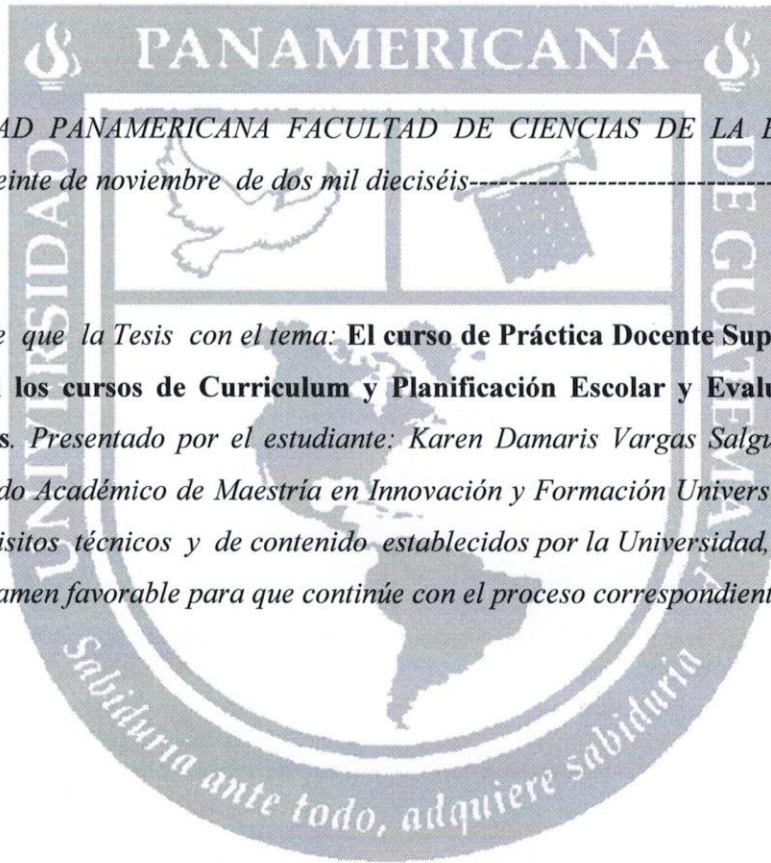 PANAMERICANA
UNIVERSIDAD
DE GUATEMALA
AD PANAMERICANA FACULTAD DE CIENCIAS DE LA E
einte de noviembre de dos mil dieciséis--------------------------------
e que la Tesis con el tema: El curso de Práctica Docente Sup
los cursos de Curriculum y Planificación Escolar y Evalu
s. Presentado por el estudiante: Karen Damaris Vargas Salgu
do Académico de Maestría en Innovación y Formación Univers
isitos técnicos y de contenido establecidos por la Universidad,
amen favorable para que continúe con el proceso correspondient
Sabiduría ante todo, adquiere sabiduría